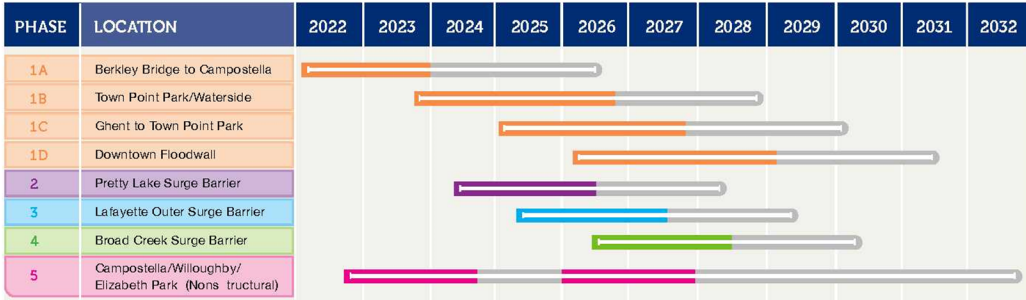 PHASE LOCATION 2022 2023 2024 2025 2026 2027 2028 2029 2030 2031 2032
1A Berkley Bridge to Campostella
1B Town Point Park/Waterside
1C Ghent to Town Point Park
1D Downtown Floodwall
2 Pretty Lake Surge Barrier
3 Lafayette Outer Surge Barrier
4 Broad Creek Surge Barrier
5 Campostella/Willoughby/
Elizabeth Park (Nons tructural)